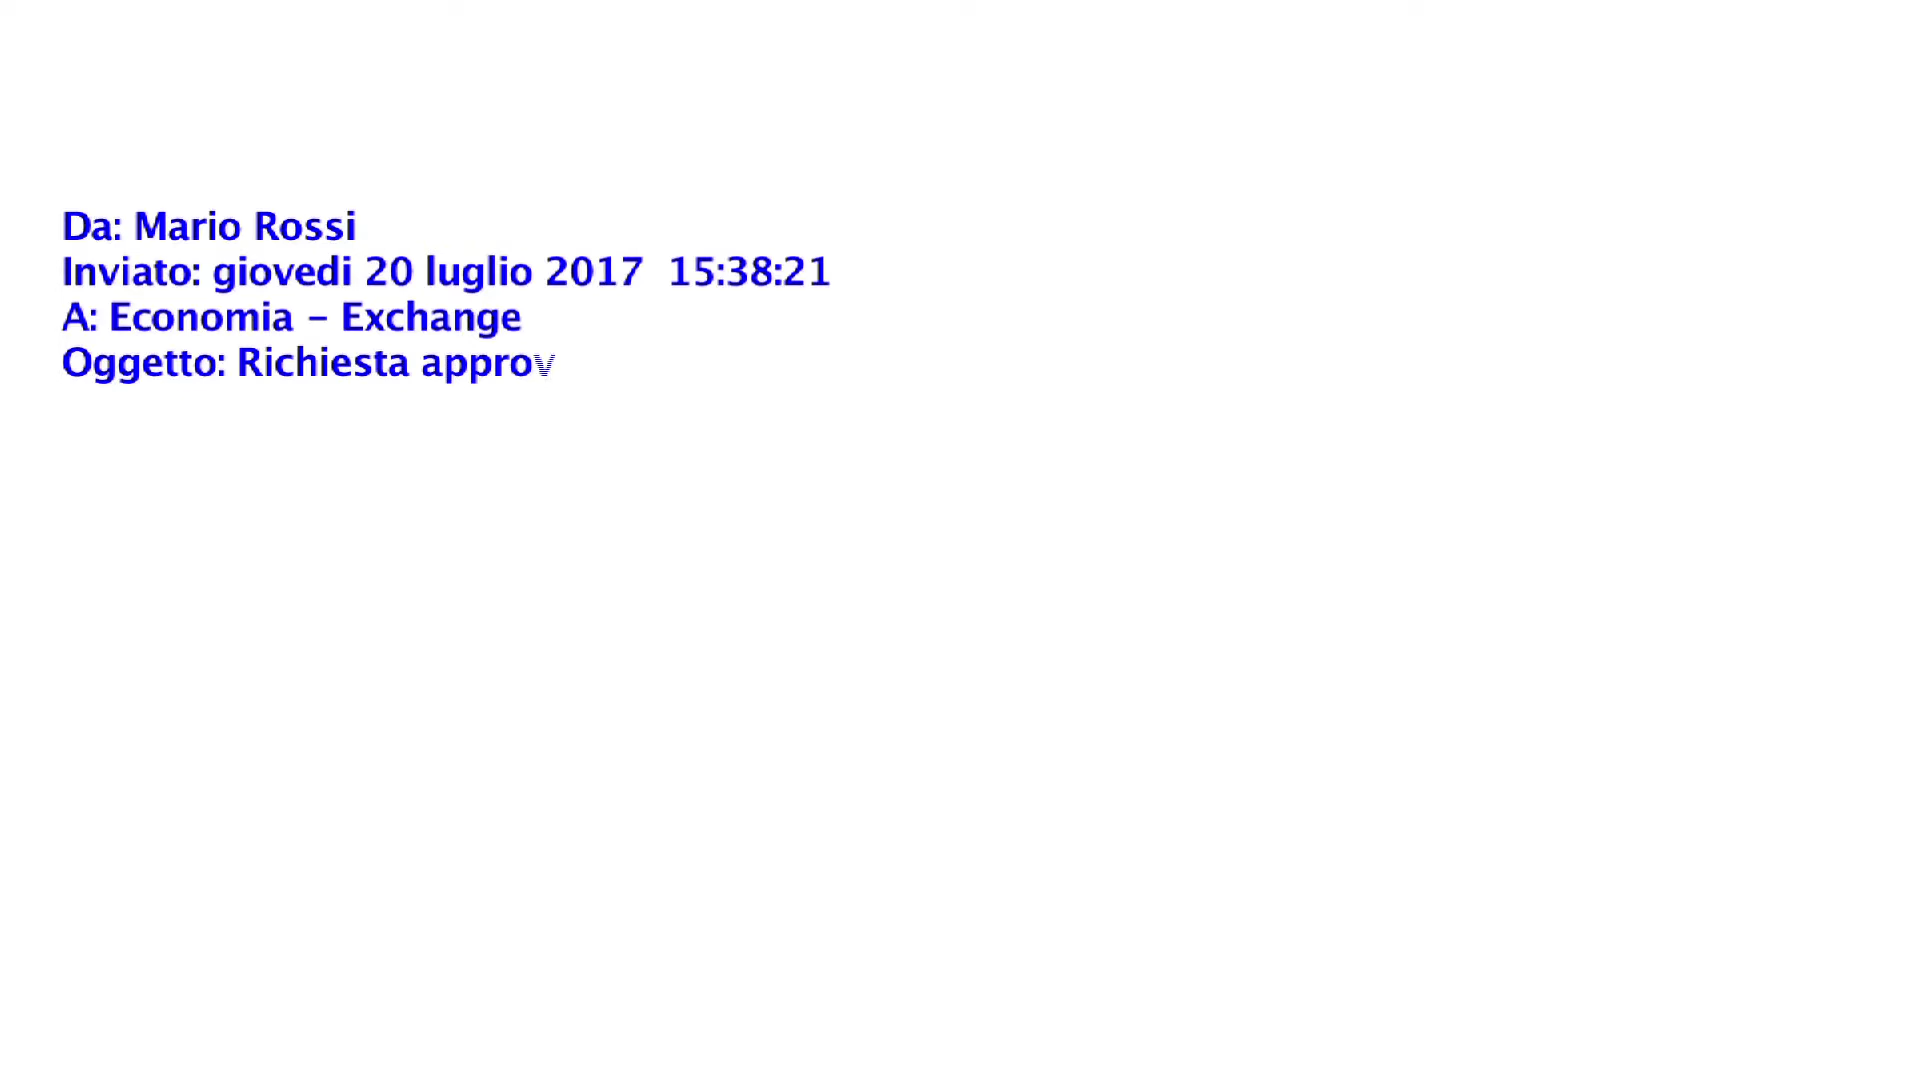 Da: Mario Rossi
Inviato: giovedi 20 luglio 2017  15:38:21
A: Economia - Exchange
Oggetto: Richiesta approv